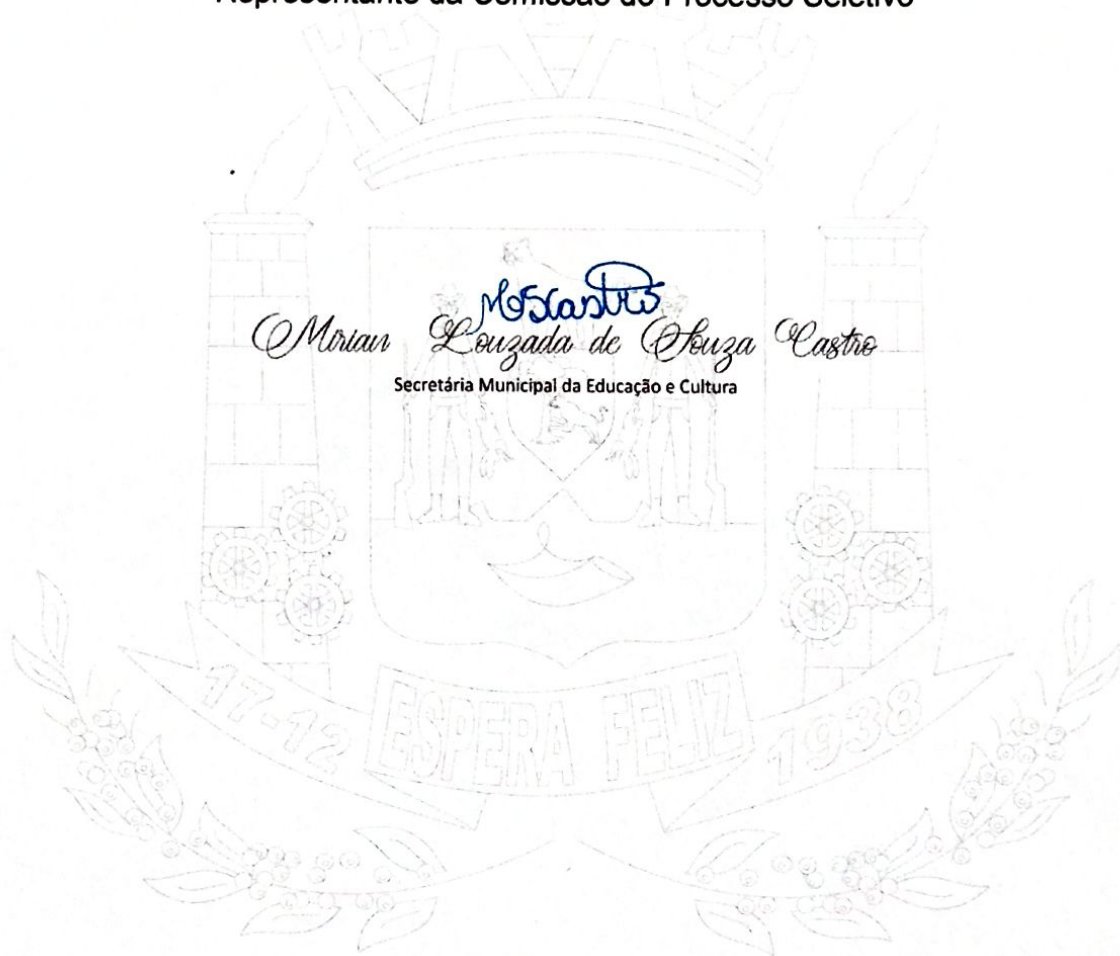 Representante da Comissão do Processo Seletivo
MLSCastro
Mirian Louzada de Souza Castro
Secretária Municipal da Educação e Cultura
17-12 ESPERA FELIZ 1938